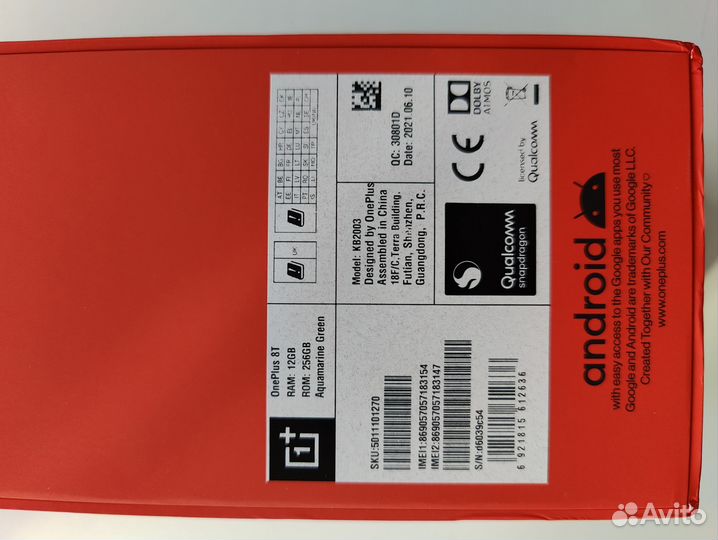 OnePlus 8T
RAM: 12GB
ROM: 256GB
Aquamarine Green
UK
SKU:5011101270
IMEI1:869057057183154
IMEI2:869057057183147
S/N:d6039c54
6 921815 612636
Model: KB2003
Designed by OnePlus
Assembled in China
18F/C,Terra Building,
Futian, Shenzhen,
Guangdong, P.R.C.
QC: 30801D
Date: 2021.06.10
DOLBY
ATMOS
CE
licensed by
Qualcomm
Qualcomm
snapdragon
android
with easy access to the Google apps you use most
Google and Android are trademarks of Google LLC.
Created Together with Our Community
www.oneplus.com
Avito